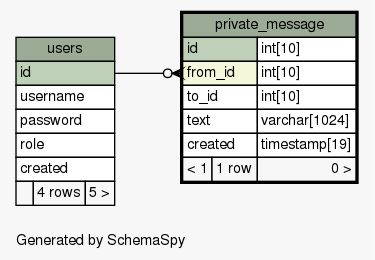 users
id
username
password
role
created
4 rows 5 >
private_message
id int[10]
from_id int[10]
to_id int[10]
text varchar[1024]
created timestamp[19]
< 1 1 row 0 >
Generated by SchemaSpy